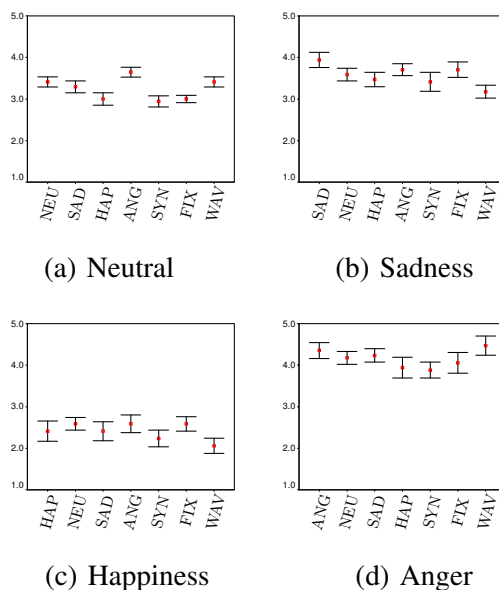 5.0
4.0
3.0
2.0
1.0
NEU SAD HAP ANG SYN FIX WAV
(a) Neutral
5.0
4.0
3.0
2.0
1.0
SAD NEU HAP ANG SYN FIX WAV
(b) Sadness
5.0
4.0
3.0
2.0
1.0
HAP NEU SAD ANG SYN FIX WAV
(c) Happiness
5.0
4.0
3.0
2.0
1.0
ANG NEU SAD HAP SYN FIX WAV
(d) Anger